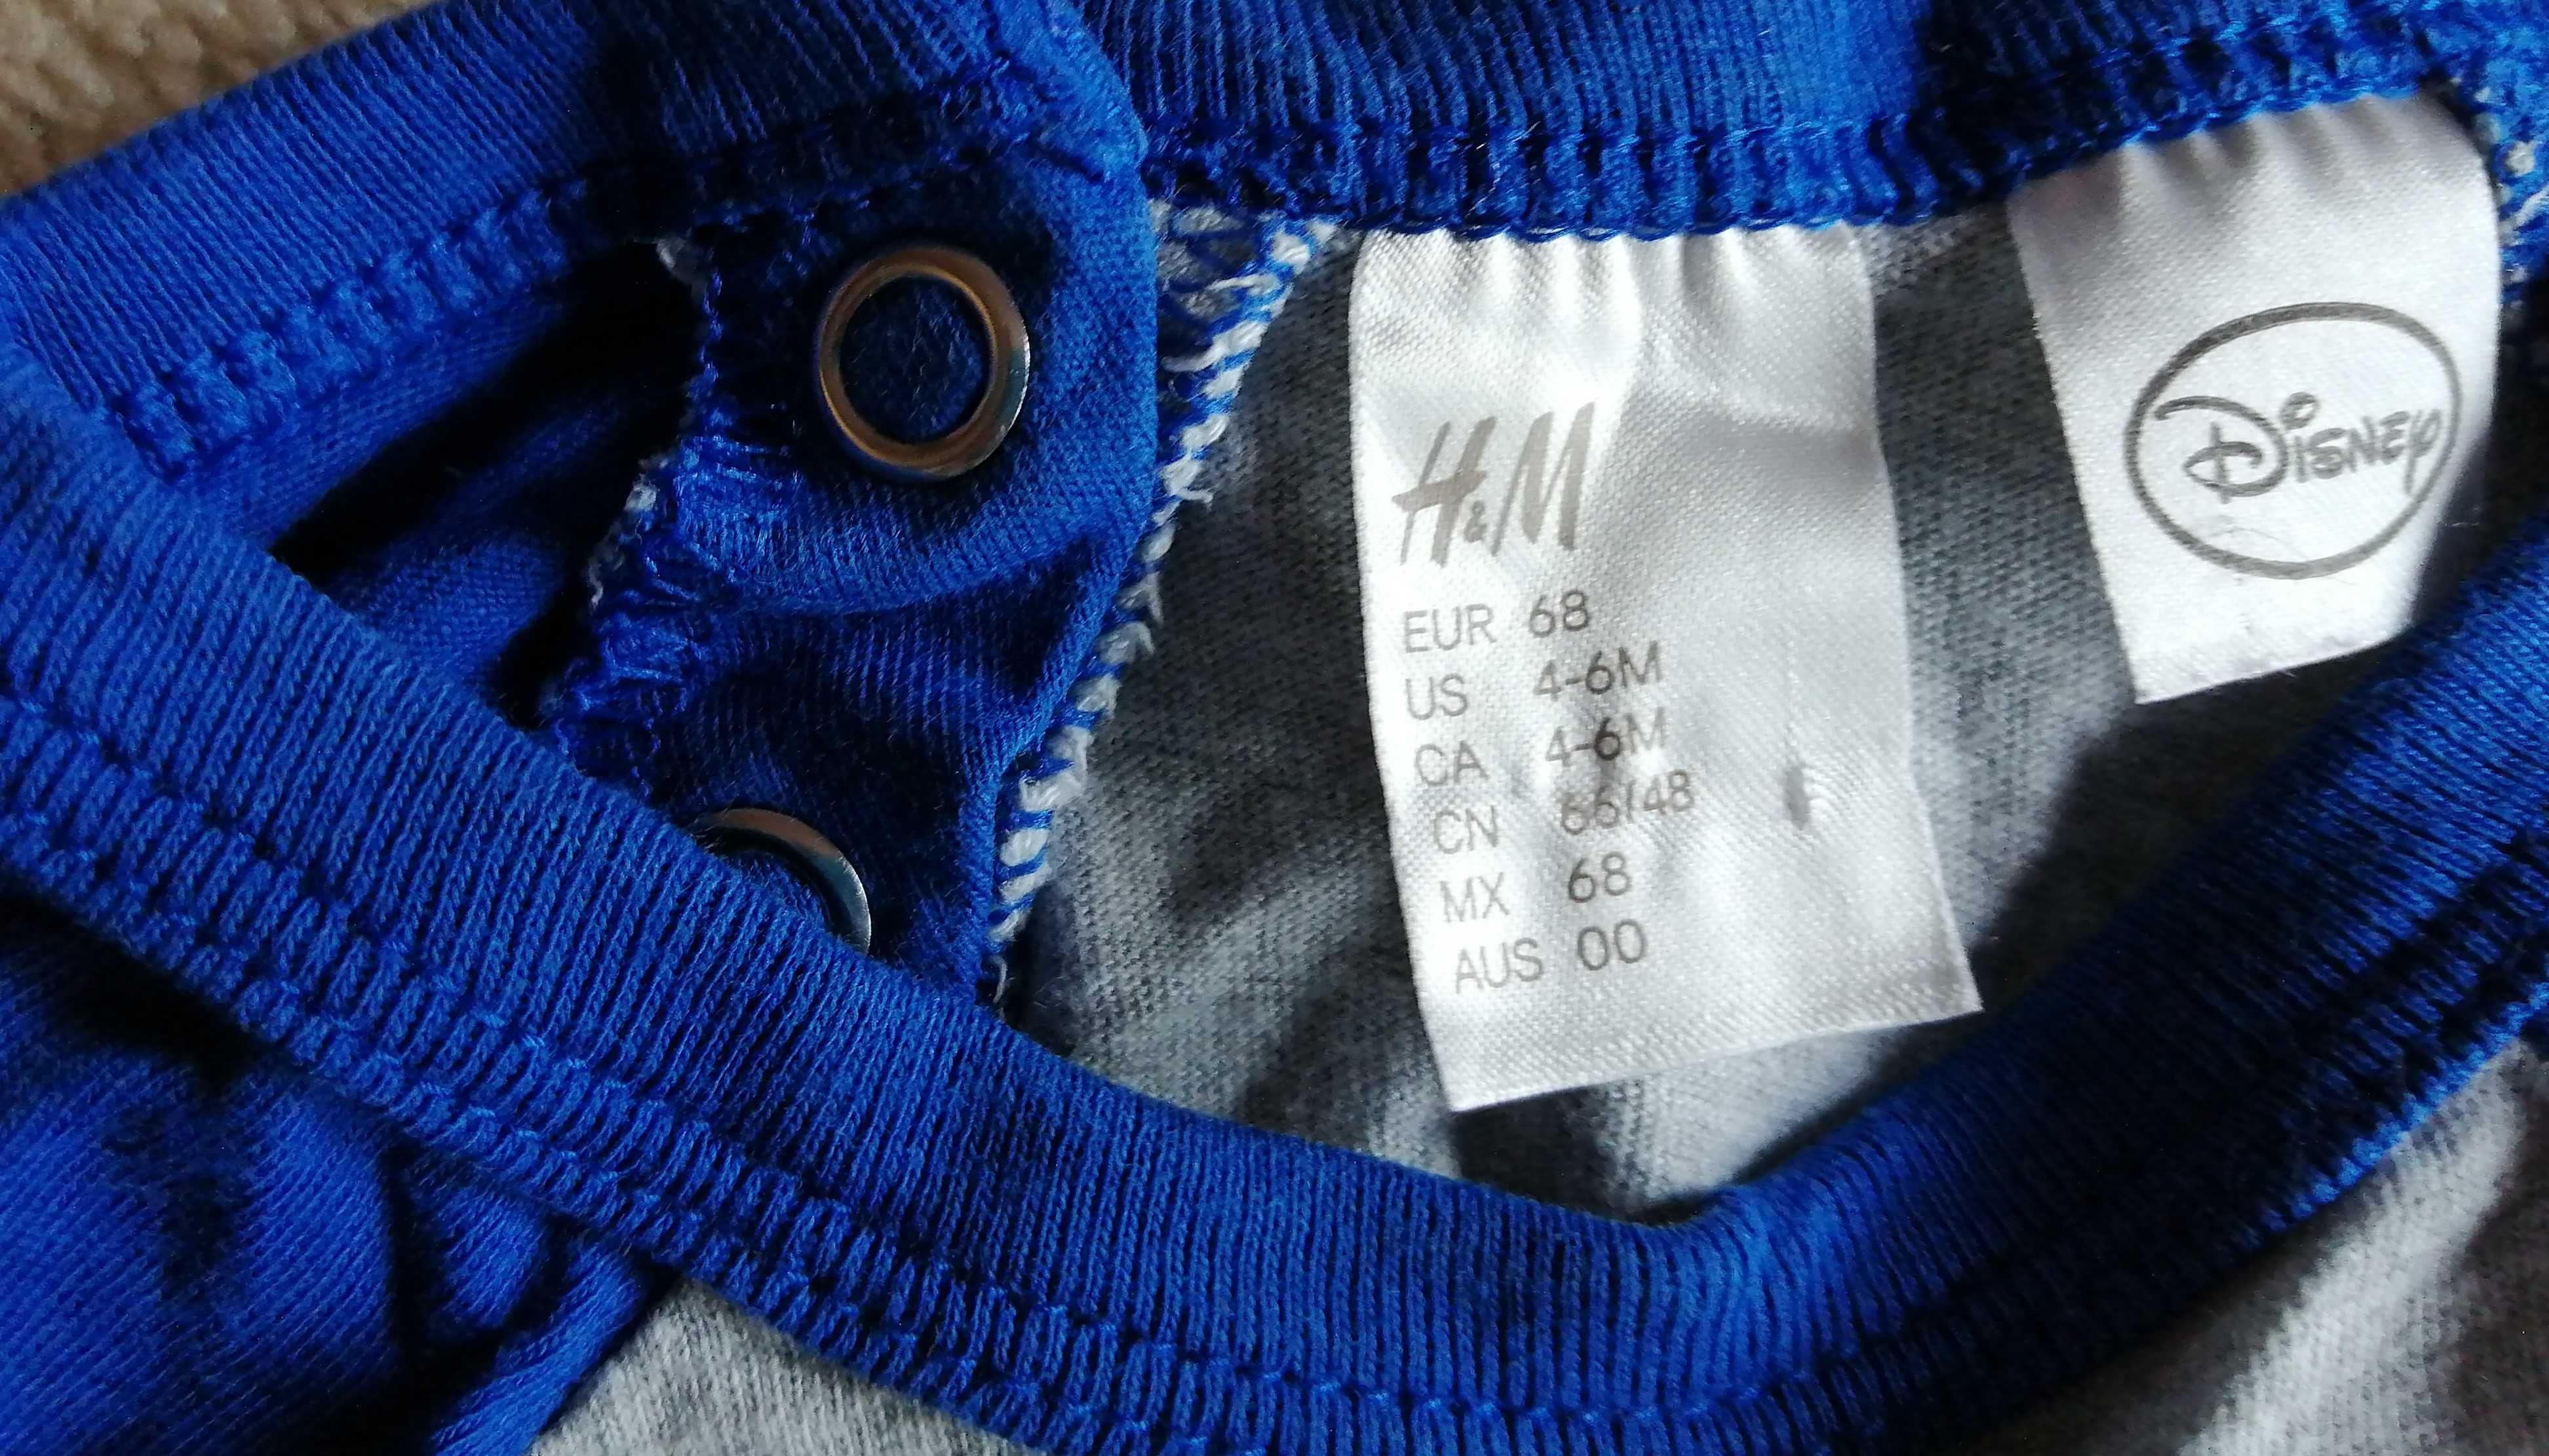 H&M
EUR 68
US 4-6M
CA 4-6M
CN 66/48
MX 68
AUS 00
Disney